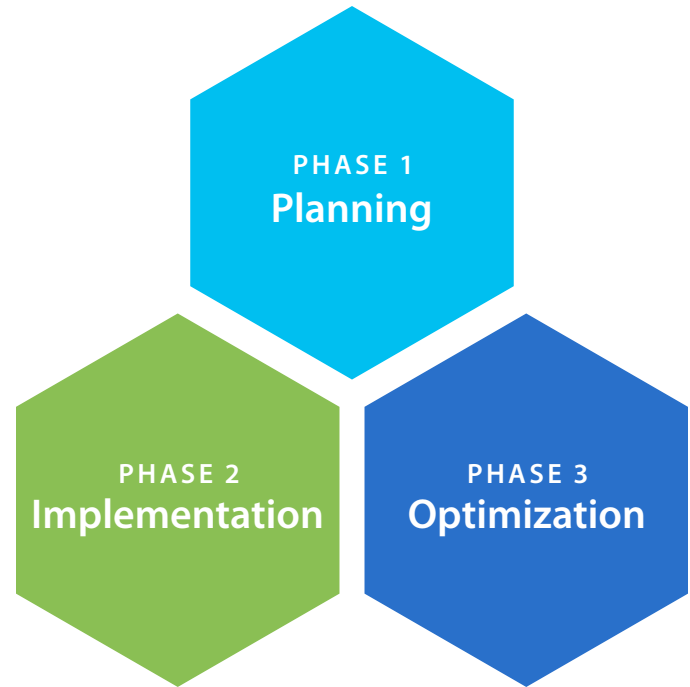 PHASE 1
Planning
PHASE 2
Implementation
PHASE 3
Optimization